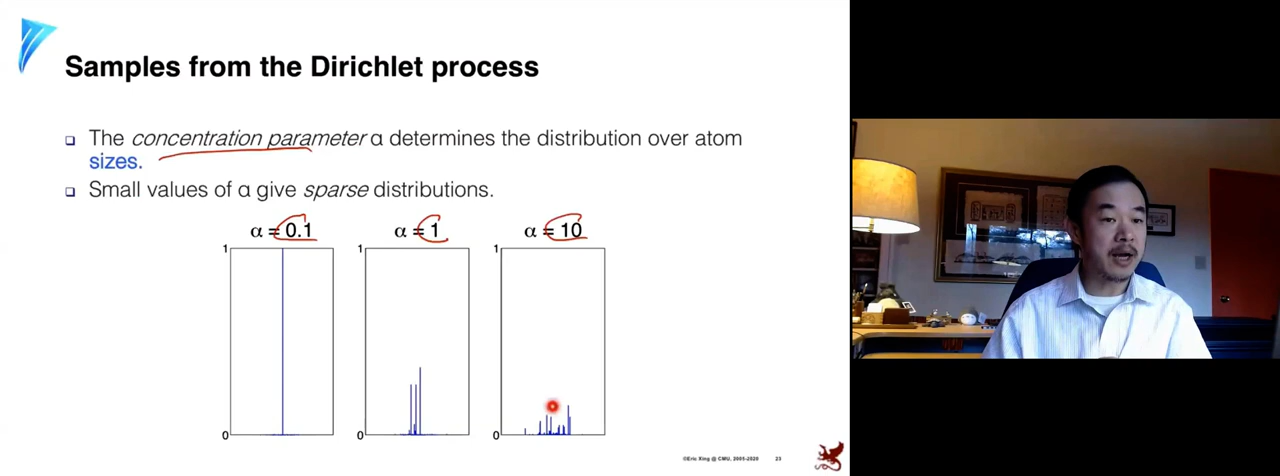 Samples from the Dirichlet process
❑ The concentration parameter α determines the distribution over atom
sizes.
❑ Small values of α give sparse distributions.
α = 0.1 α = 1 α = 10
1 1 1
0 0 0
©Eric Xing @ CMU, 2005-2020 23